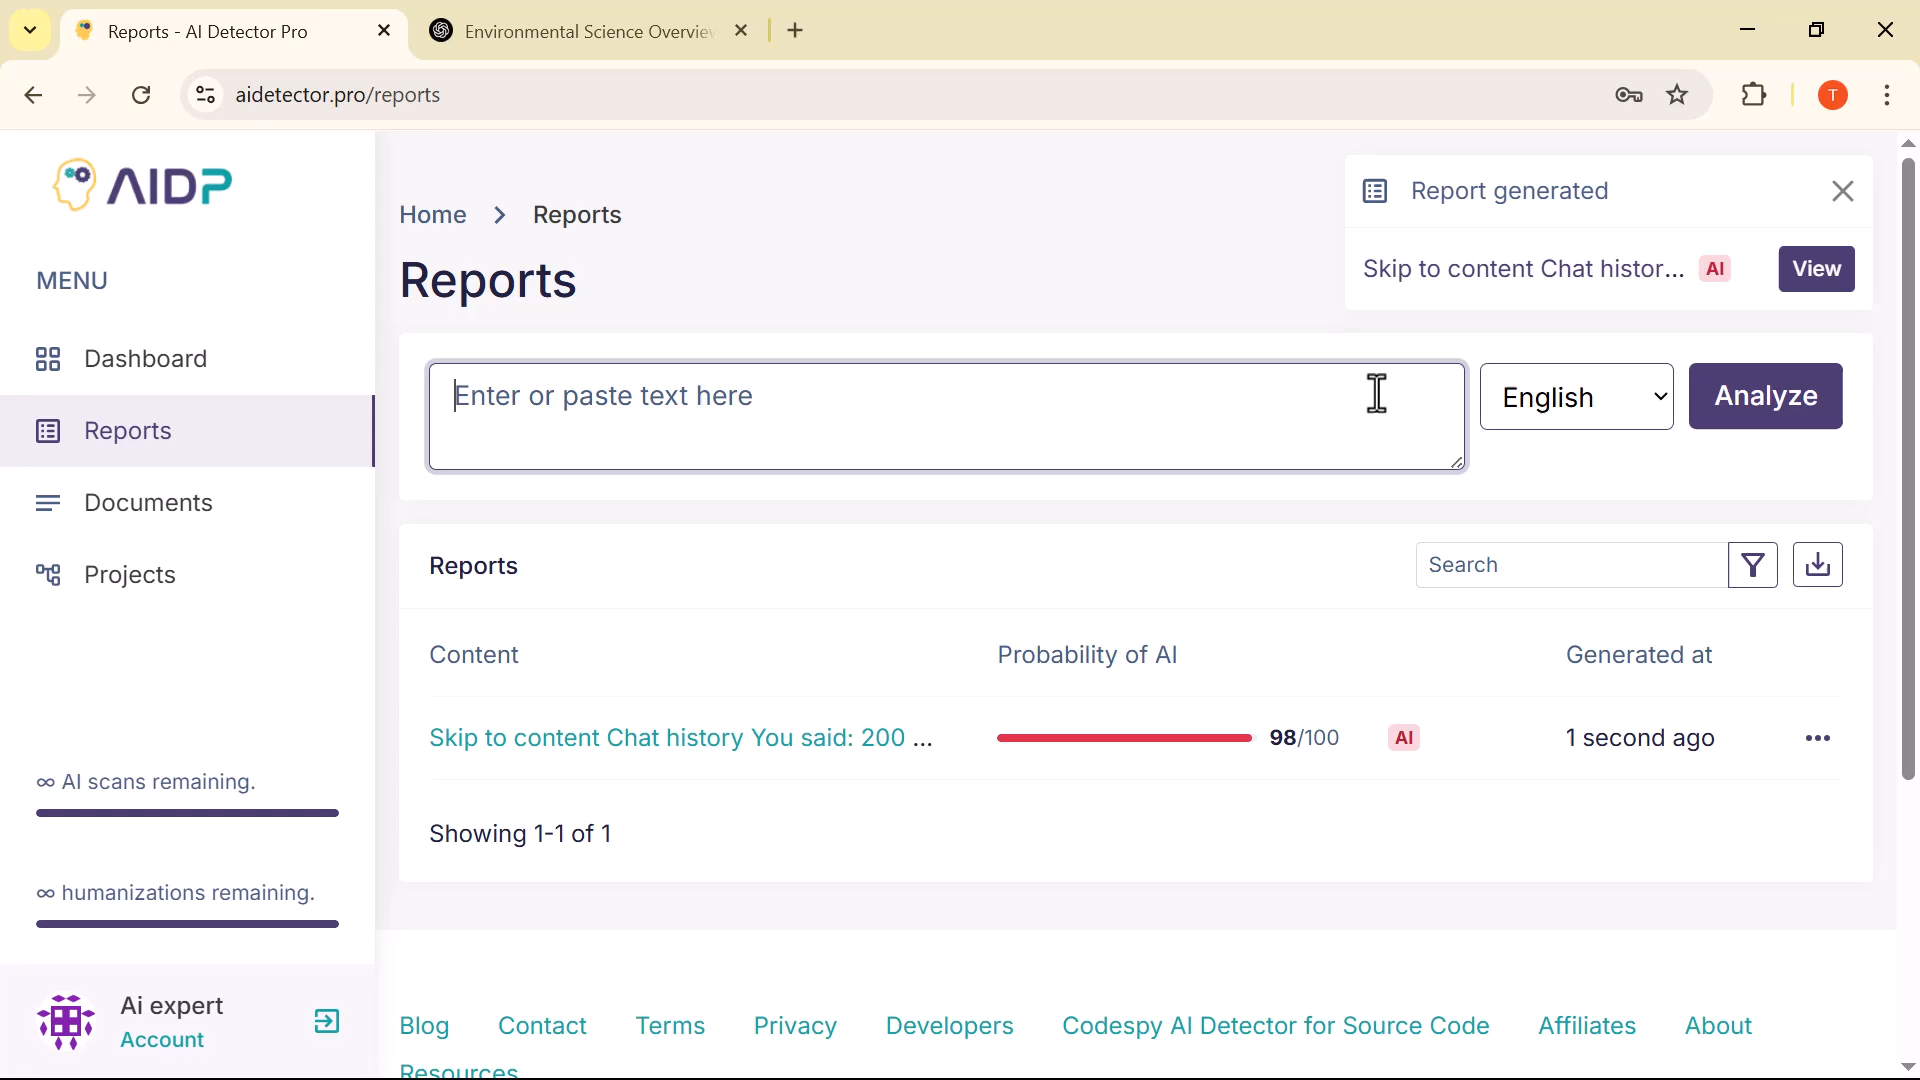 Reports - AI Detector Pro
Environmental Science Overview
aidetector.pro/reports
T
AIDP
MENU
Dashboard
Reports
Documents
Projects
∞ AI scans remaining.
∞ humanizations remaining.
Ai expert
Account
Home > Reports
Reports
Report generated
Skip to content Chat histor... AI View
Enter or paste text here
English
Analyze
Reports
Search
Content Probability of AI Generated at
Skip to content Chat history You said: 200 ... 98/100 AI 1 second ago
Showing 1-1 of 1
Blog Contact Terms Privacy Developers Codespy AI Detector for Source Code Affiliates About
Resources